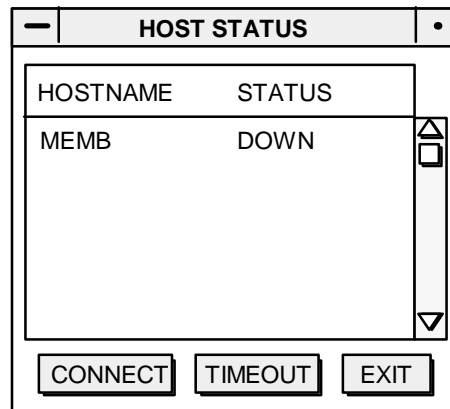 HOST STATUS
HOSTNAME STATUS
MEMB DOWN
CONNECT TIMEOUT EXIT